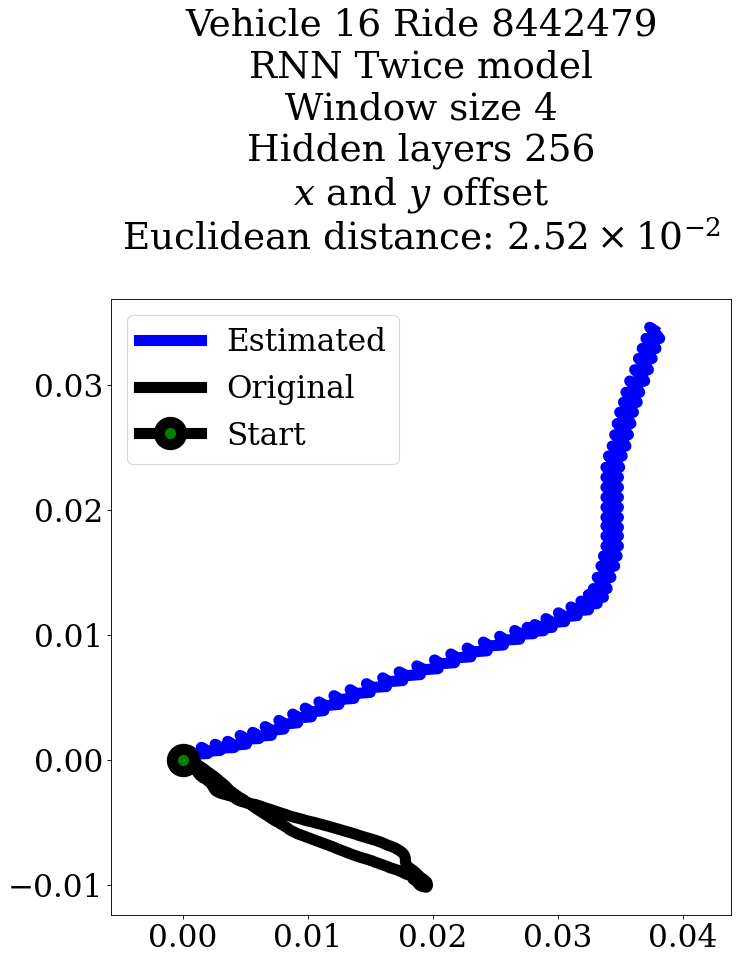 Vehicle 16 Ride 8442479
RNN Twice model
Window size 4
Hidden layers 256
x and y offset
Euclidean distance: 2.52 × 10⁻²
Estimated
Original
Start
0.03
0.02
0.01
0.00
−0.01
0.00 0.01 0.02 0.03 0.04